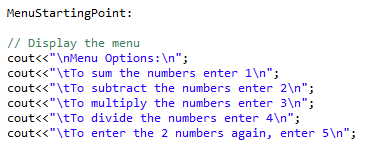 MenuStartingPoint:
// Display the menu
cout<<"\nMenu Options:\n";
cout<<"\tTo sum the numbers enter 1\n";
cout<<"\tTo subtract the numbers enter 2\n";
cout<<"\tTo multiply the numbers enter 3\n";
cout<<"\tTo divide the numbers enter 4\n";
cout<<"\tTo enter the 2 numbers again, enter 5\n";